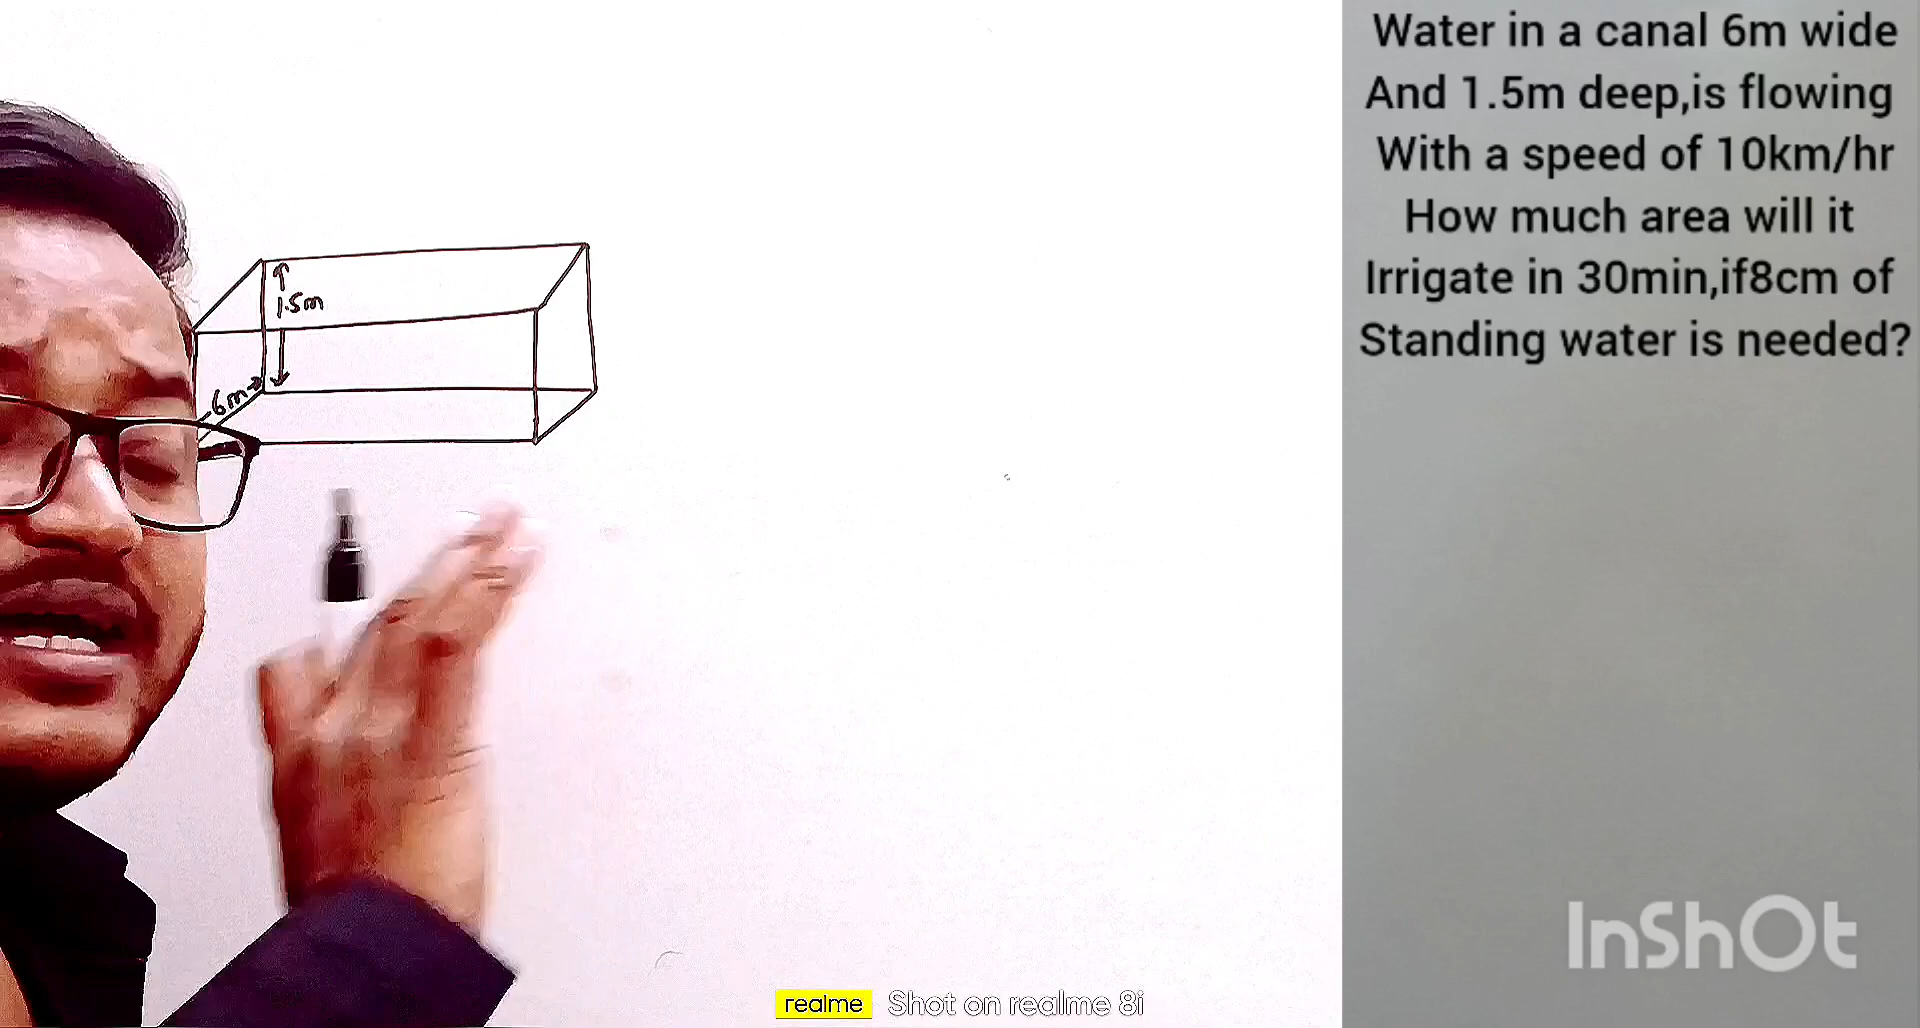 1.5m
6m
Water in a canal 6m wide
And 1.5m deep,is flowing
With a speed of 10km/hr
How much area will it
Irrigate in 30min,if8cm of
Standing water is needed?
InShOt
realme Shot on realme 8i